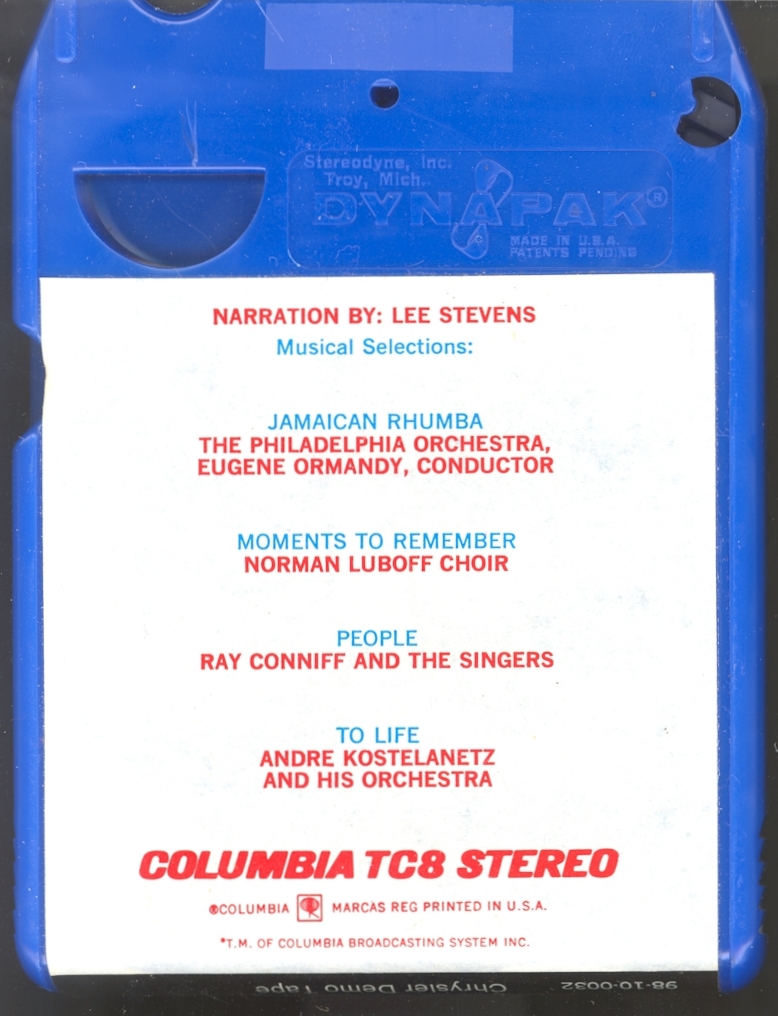 Stereodyne, Inc.
Troy, Mich.
DYNAPAK®
MADE IN U.S.A.
PATENTS PENDING
NARRATION BY: LEE STEVENS
Musical Selections:
JAMAICAN RHUMBA
THE PHILADELPHIA ORCHESTRA,
EUGENE ORMANDY, CONDUCTOR
MOMENTS TO REMEMBER
NORMAN LUBOFF CHOIR
PEOPLE
RAY CONNIFF AND THE SINGERS
TO LIFE
ANDRE KOSTELANETZ
AND HIS ORCHESTRA
COLUMBIA TC8 STEREO
®COLUMBIA MARCAS REG PRINTED IN U.S.A.
*T.M. OF COLUMBIA BROADCASTING SYSTEM INC.
98-10-0032 Chrysler Demo Tape